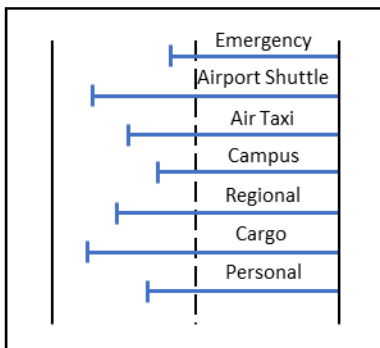 Emergency
Airport Shuttle
Air Taxi
Campus
Regional
Cargo
Personal